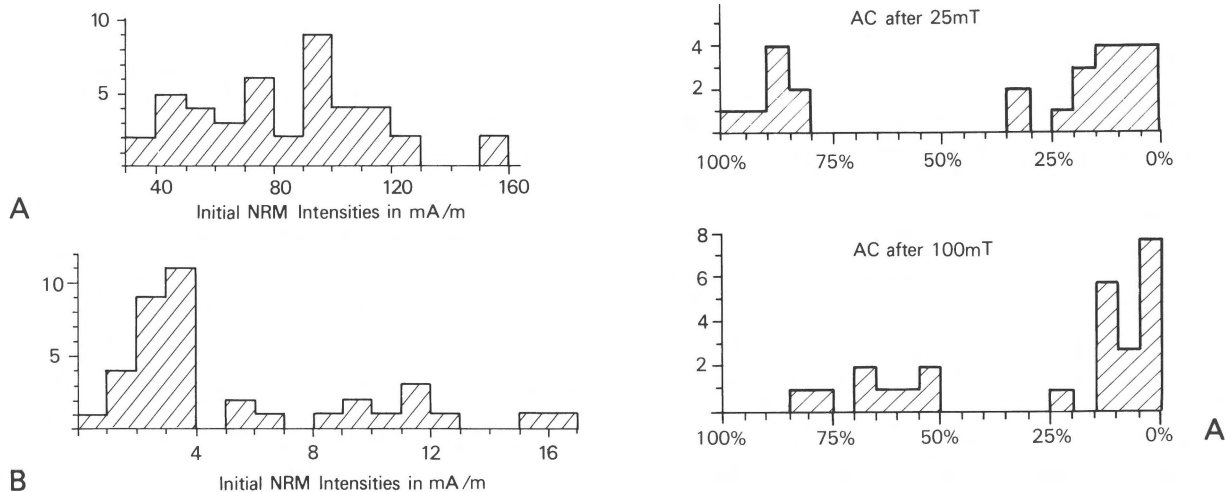 10
5
40 80 120 160
A
Initial NRM Intensities in mA/m
10
5
4 8 12 16
B
Initial NRM Intensities in mA/m
AC after 25mT
4
2
100% 75% 50% 25% 0%
AC after 100mT
8
6
4
2
100% 75% 50% 25% 0%
A